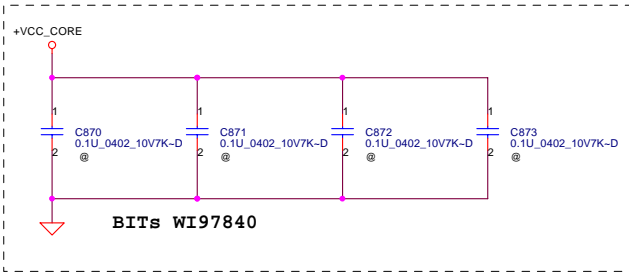 +VCC_CORE
1
C870
0.1U_0402_10V7K~D
2
@
1
C871
0.1U_0402_10V7K~D
2
@
1
C872
0.1U_0402_10V7K~D
2
@
1
C873
0.1U_0402_10V7K~D
2
@
BITs WI97840